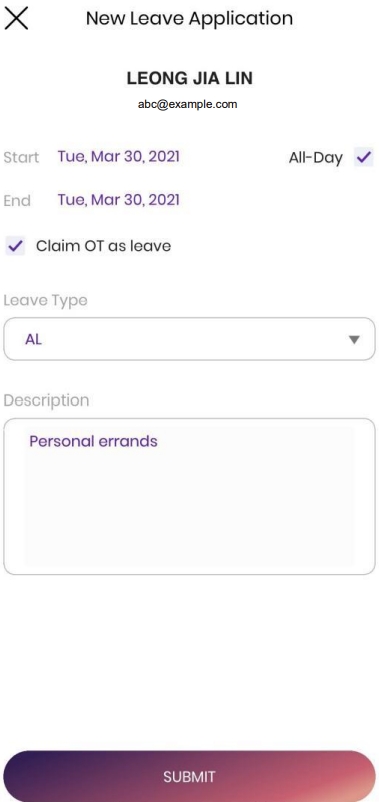 New Leave Application
LEONG JIA LIN
abc@example.com
Start Tue, Mar 30, 2021 All-Day
End Tue, Mar 30, 2021
Claim OT as leave
Leave Type
AL
Description
Personal errands
SUBMIT